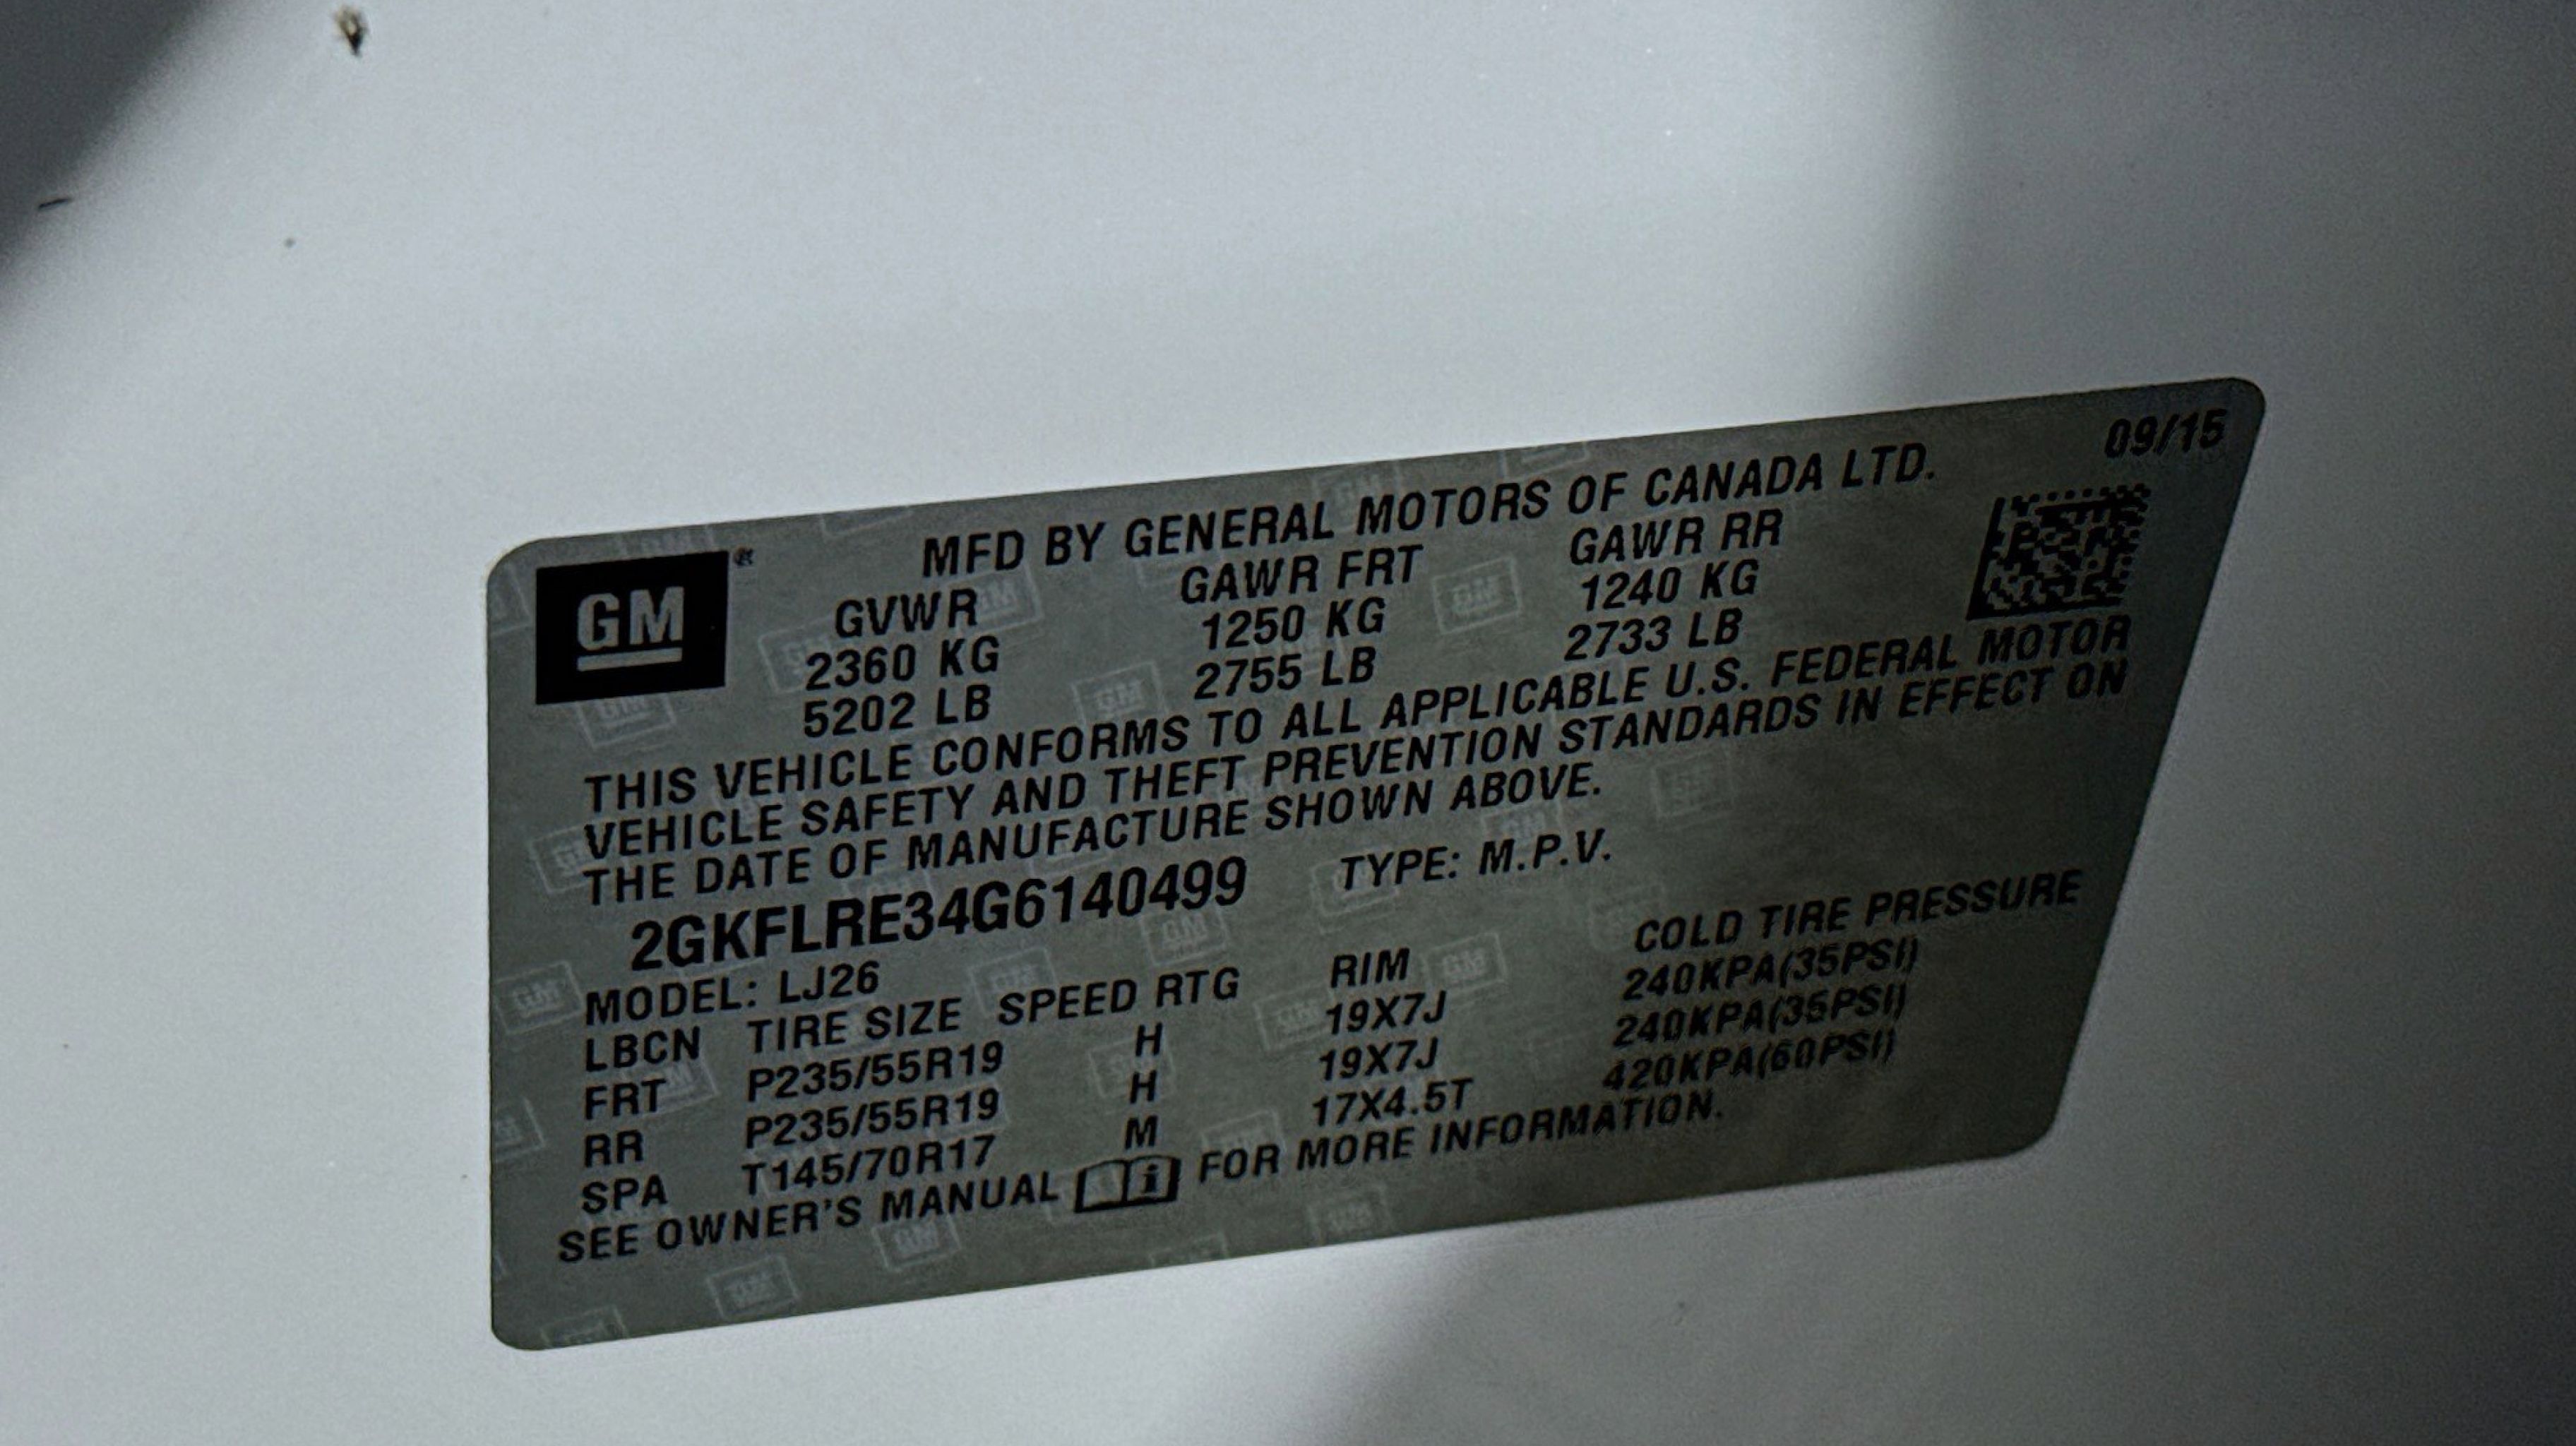 09/15
GM®
MFD BY GENERAL MOTORS OF CANADA LTD.
GVWR GAWR FRT GAWR RR
2360 KG 1250 KG 1240 KG
5202 LB 2755 LB 2733 LB
THIS VEHICLE CONFORMS TO ALL APPLICABLE U.S. FEDERAL MOTOR
VEHICLE SAFETY AND THEFT PREVENTION STANDARDS IN EFFECT ON
THE DATE OF MANUFACTURE SHOWN ABOVE.
2GKFLRE34G6140499 TYPE: M.P.V.
MODEL: LJ26
LBCN TIRE SIZE SPEED RTG RIM COLD TIRE PRESSURE
FRT P235/55R19 H 19X7J 240KPA(35PSI)
RR P235/55R19 H 19X7J 240KPA(35PSI)
SPA T145/70R17 M 17X4.5T 420KPA(60PSI)
SEE OWNER'S MANUAL i FOR MORE INFORMATION.